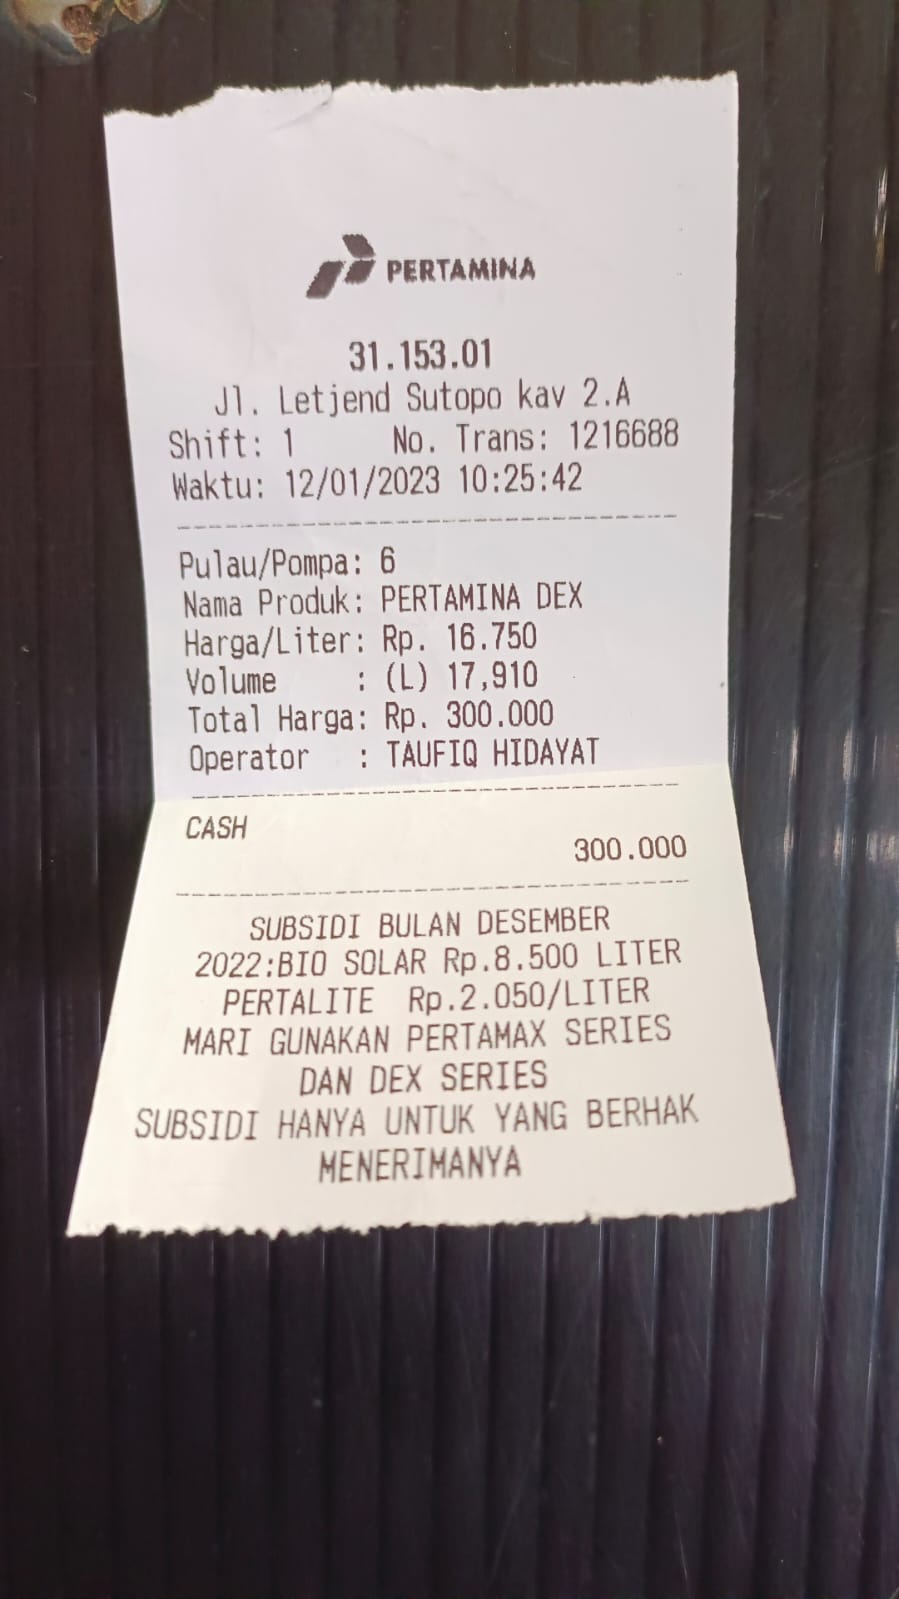 PERTAMINA
31.153.01
Jl. Letjend Sutopo kav 2.A
Shift: 1 No. Trans: 1216688
Waktu: 12/01/2023 10:25:42
Pulau/Pompa: 6
Nama Produk: PERTAMINA DEX
Harga/Liter: Rp. 16.750
Volume : (L) 17,910
Total Harga: Rp. 300.000
Operator : TAUFIQ HIDAYAT
CASH
300.000
SUBSIDI BULAN DESEMBER
2022:BIO SOLAR Rp.8.500 LITER
PERTALITE Rp.2.050/LITER
MARI GUNAKAN PERTAMAX SERIES
DAN DEX SERIES
SUBSIDI HANYA UNTUK YANG BERHAK
MENERIMANYA